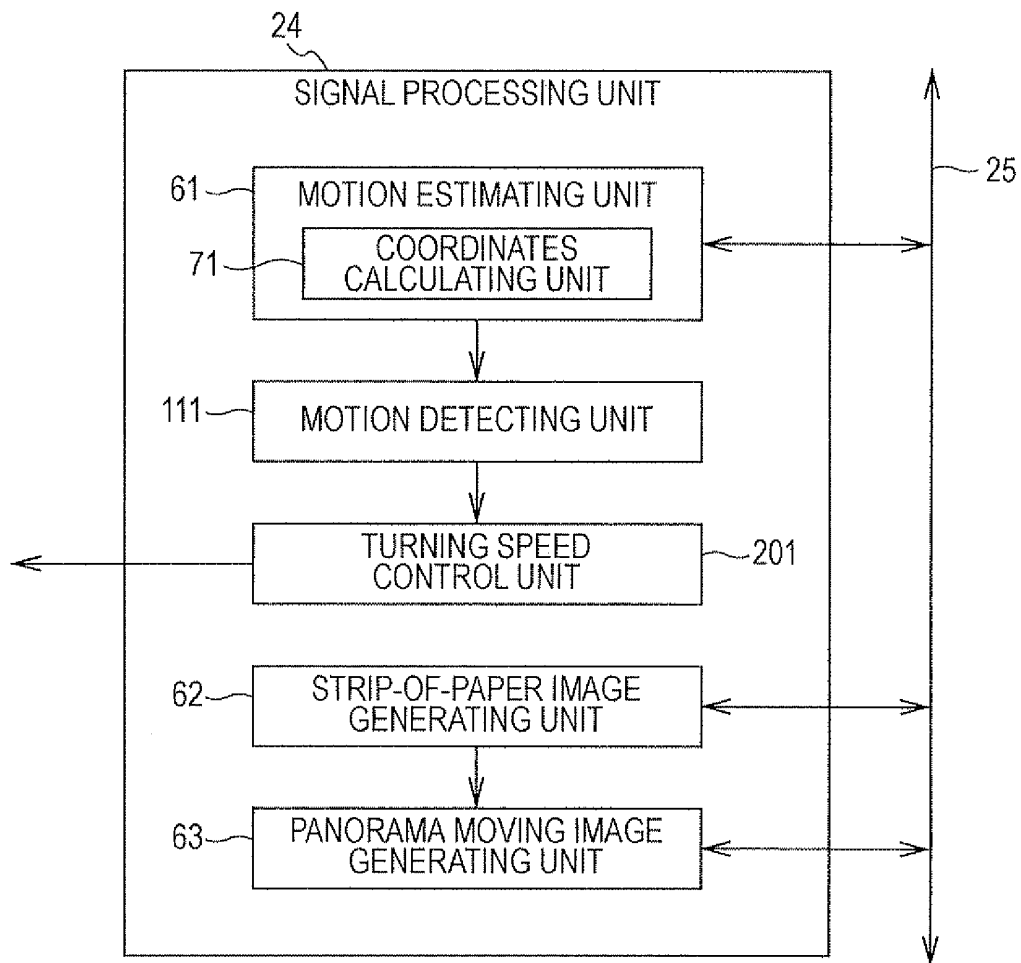 24
SIGNAL PROCESSING UNIT
25
61
MOTION ESTIMATING UNIT
71
COORDINATES
CALCULATING UNIT
111
MOTION DETECTING UNIT
TURNING SPEED
CONTROL UNIT
201
62
STRIP-OF-PAPER IMAGE
GENERATING UNIT
63
PANORAMA MOVING IMAGE
GENERATING UNIT